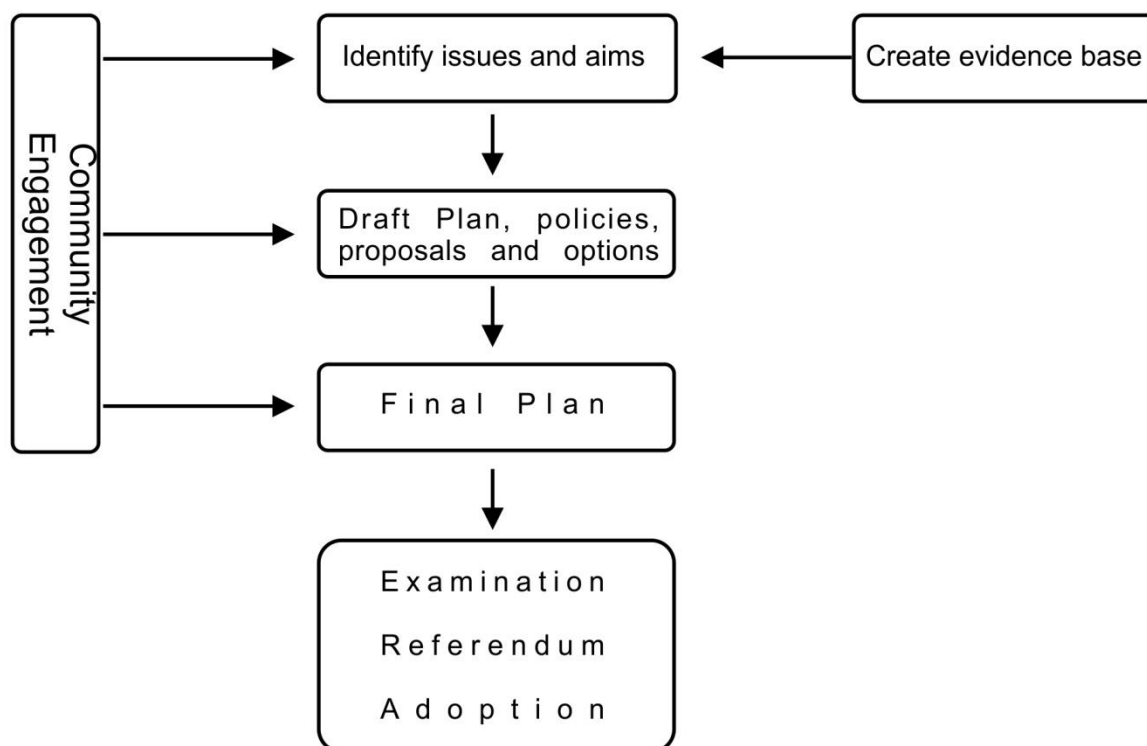 Community
Engagement
Identify issues and aims
Create evidence base
Draft Plan, policies,
proposals and options
Final Plan
Examination
Referendum
Adoption